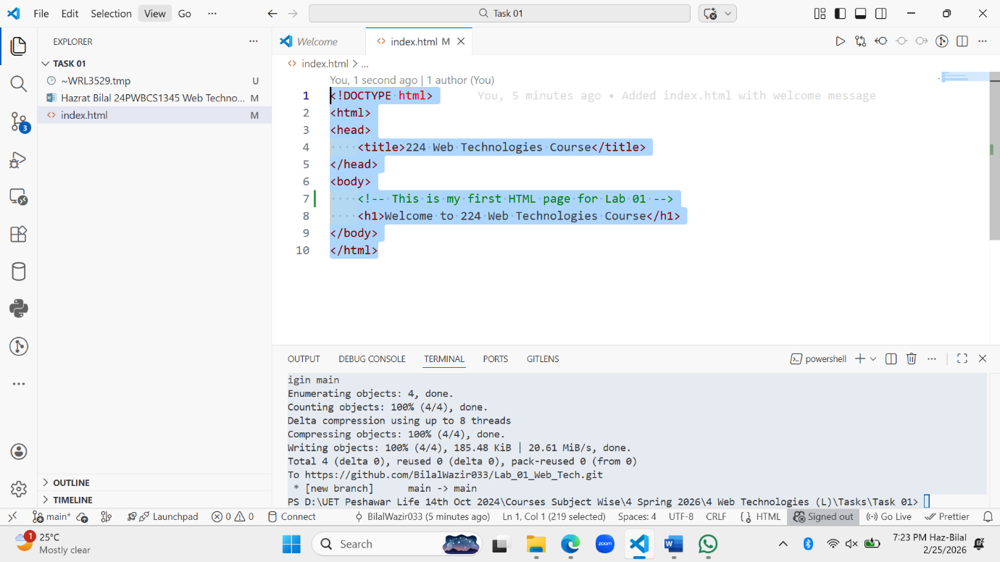 File Edit Selection View Go ··· Task 01
EXPLORER ···
TASK 01
~WRL3529.tmp U
Hazrat Bilal 24PWBCS1345 Web Techno... M
index.html M
OUTLINE
TIMELINE
3
Welcome index.html M
index.html > ...
You, 1 second ago | 1 author (You)
1 <!DOCTYPE html> You, 5 minutes ago • Added index.html with welcome message
2 <html>
3 <head>
4 ····<title>224·Web·Technologies·Course</title>
5 </head>
6 <body>
7 ····<!--·This·is·my·first·HTML·page·for·Lab·01·-->
8 ····<h1>Welcome·to·224·Web·Technologies·Course</h1>
9 </body>
10 </html>
OUTPUT DEBUG CONSOLE TERMINAL PORTS GITLENS powershell
igin main
Enumerating objects: 4, done.
Counting objects: 100% (4/4), done.
Delta compression using up to 8 threads
Compressing objects: 100% (4/4), done.
Writing objects: 100% (4/4), 185.48 KiB | 20.61 MiB/s, done.
Total 4 (delta 0), reused 0 (delta 0), pack-reused 0 (from 0)
To https://github.com/BilalWazir033/Lab_01_Web_Tech.git
 * [new branch]      main -> main
PS D:\UET Peshawar Life 14th Oct 2024\Courses Subject Wise\4 Spring 2026\4 Web Technologies (L)\Tasks\Task 01>
main* Launchpad 0 0 Connect BilalWazir033 (5 minutes ago) Ln 1, Col 1 (219 selected) Spaces: 4 UTF-8 CRLF {} HTML Signed out Go Live Prettier
1 25°C
Mostly clear
Search
zoom
7:23 PM Haz-Bilal
2/25/2026